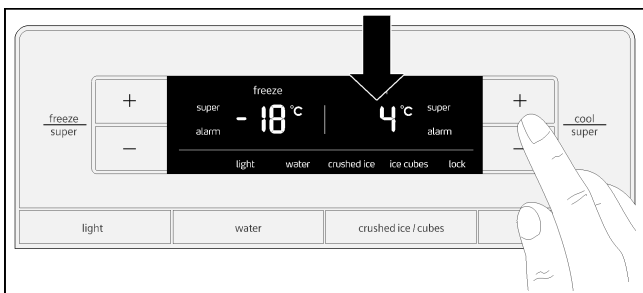 freeze
super
+
−
freeze
super
alarm
-18 °C
4 °C
super
alarm
light water crushed ice ice cubes lock
+
−
cool
super
light
water
crushed ice / cubes